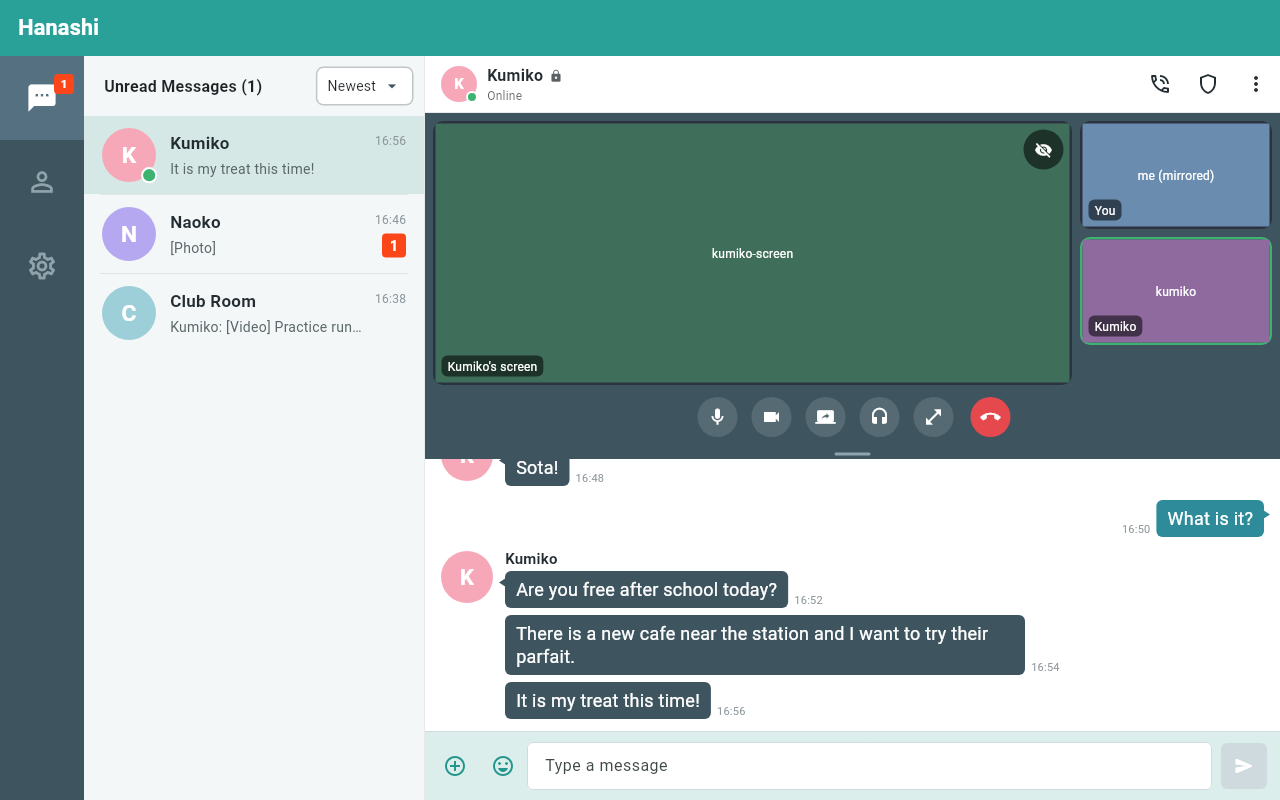 Hanashi
1
Unread Messages (1)
Newest
K
Kumiko
16:56
It is my treat this time!
N
Naoko
16:46
[Photo]
1
C
Club Room
16:38
Kumiko: [Video] Practice run…
K
Kumiko
Online
kumiko-screen
Kumiko's screen
me (mirrored)
You
kumiko
Kumiko
K
Sota!
16:48
What is it?
16:50
K
Kumiko
Are you free after school today?
16:52
There is a new cafe near the station and I want to try their
parfait.
16:54
It is my treat this time!
16:56
Type a message